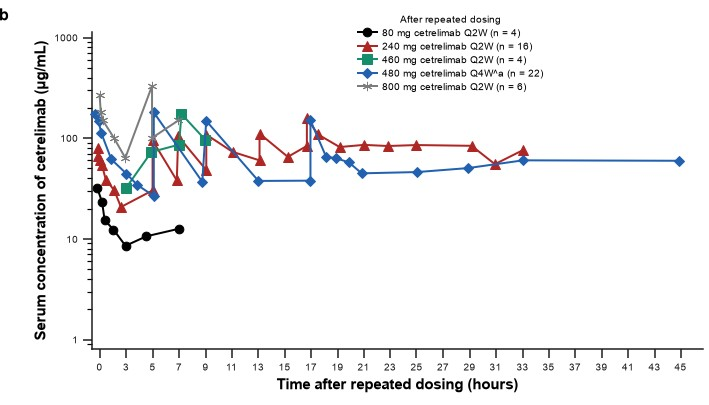 b
After repeated dosing
80 mg cetrelimab Q2W (n = 4)
240 mg cetrelimab Q2W (n = 16)
460 mg cetrelimab Q2W (n = 4)
480 mg cetrelimab Q4W^a (n = 22)
800 mg cetrelimab Q2W (n = 6)
Serum concentration of cetrelimab (µg/mL)
1000
100
10
1
0 3 5 7 9 11 13 15 17 19 21 23 25 27 29 31 33 35 37 39 41 43 45
Time after repeated dosing (hours)